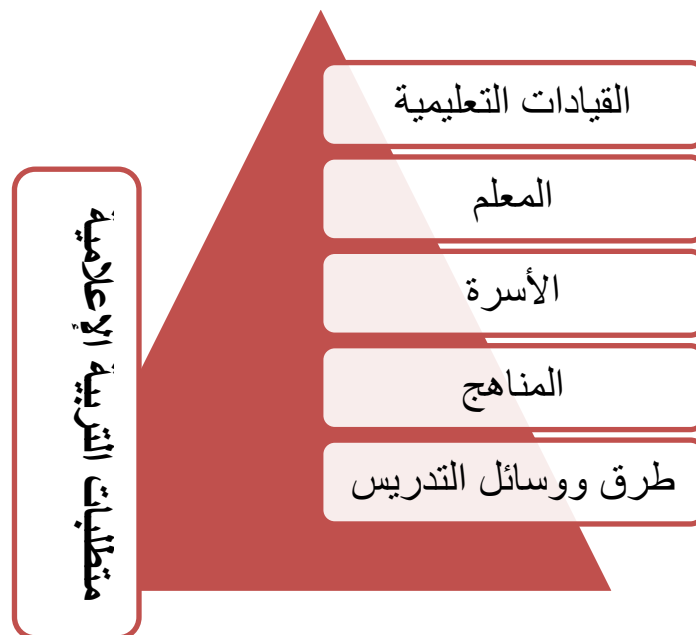 القيادات التعليمية
المعلم
الأسرة
المناهج
طرق ووسائل التدريس
متطلبات التربية الإعلامية